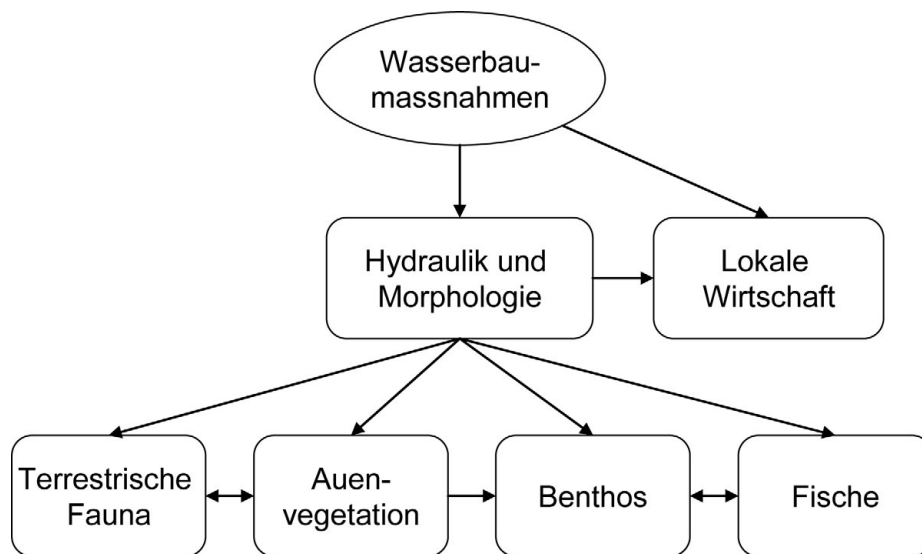 Wasserbau-
massnahmen
Hydraulik und
Morphologie
Lokale
Wirtschaft
Terrestrische
Fauna
Auen-
vegetation
Benthos
Fische